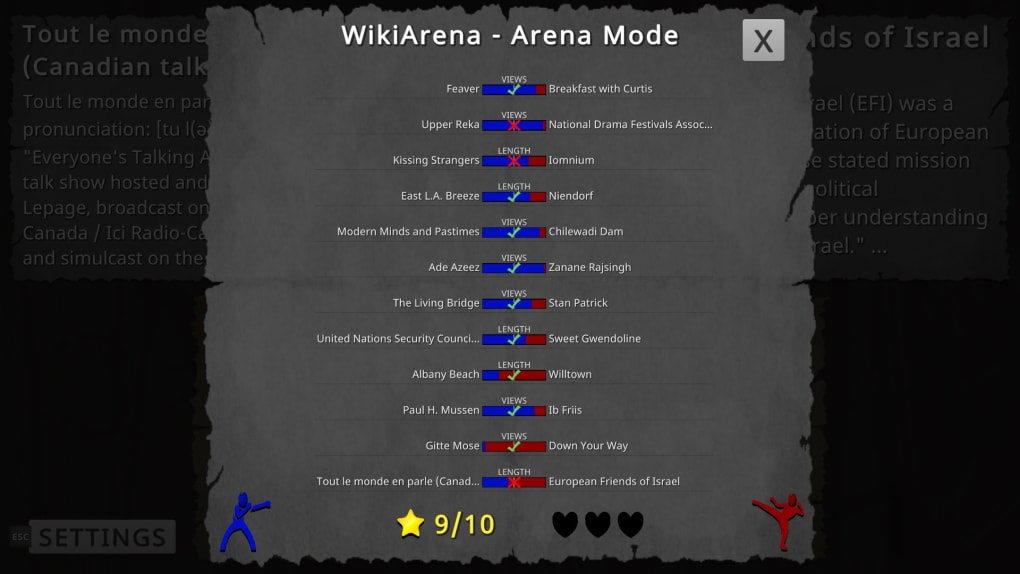 WikiArena - Arena Mode
X
Tout le monde
(Canadian talk
Tout le monde en par
pronunciation: [tu l(ə
"Everyone's Talking A
talk show hosted and
Lepage, broadcast on
Canada / Ici Radio-Ca
and simulcast on the
nds of Israel
rael (EFI) was a
ation of European
e stated mission
political
per understanding
rael." ...
VIEWS
Feaver Breakfast with Curtis
VIEWS
Upper Reka National Drama Festivals Assoc...
LENGTH
Kissing Strangers Iomnium
LENGTH
East L.A. Breeze Niendorf
VIEWS
Modern Minds and Pastimes Chilewadi Dam
VIEWS
Ade Azeez Zanane Rajsingh
VIEWS
The Living Bridge Stan Patrick
LENGTH
United Nations Security Counci... Sweet Gwendoline
LENGTH
Albany Beach Willtown
VIEWS
Paul H. Mussen Ib Friis
VIEWS
Gitte Mose Down Your Way
LENGTH
Tout le monde en parle (Canad... European Friends of Israel
9/10
ESC SETTINGS